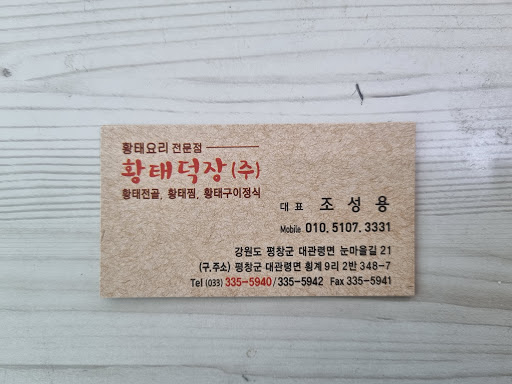 황태요리 전문점
황태덕장(주)
황태전골, 황태찜, 황태구이정식
대표 조성용
Mobile 010. 5107. 3331
강원도 평창군 대관령면 눈마을길 21
(구.주소) 평창군 대관령면 횡계 9리 2반 348-7
Tel (033) 335-5940/335-5942 Fax 335-5941